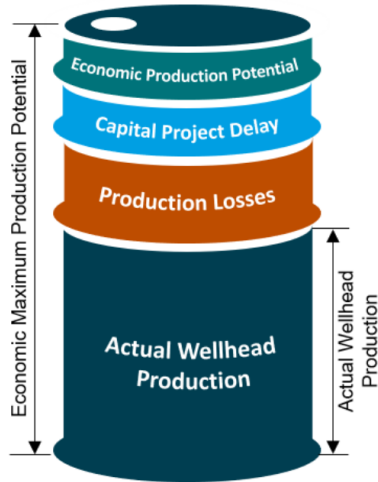 Economic Production Potential
Capital Project Delay
Production Losses
Actual Wellhead
Production
Economic Maximum Production Potential
Actual Wellhead
Production